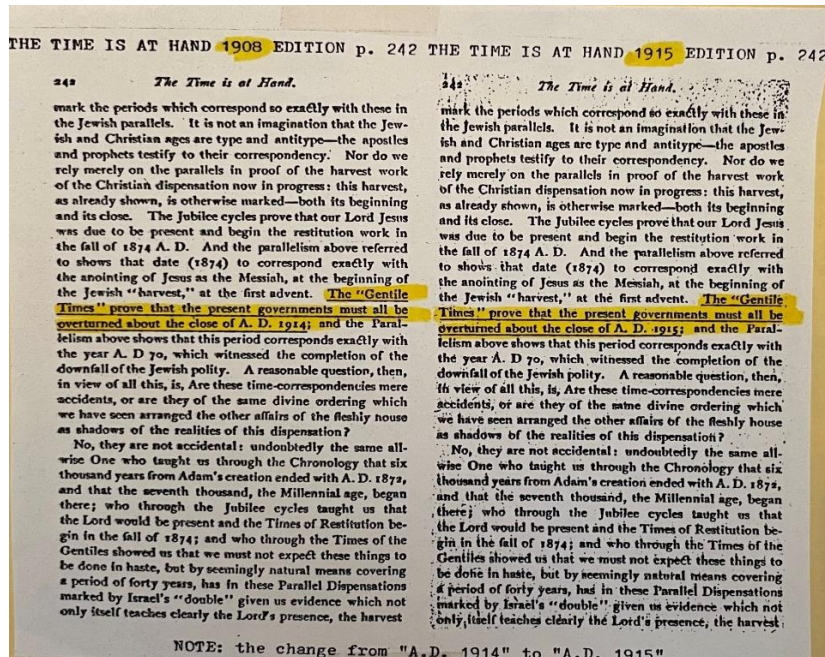 THE TIME IS AT HAND 1908 EDITION p. 242 THE TIME IS AT HAND 1915 EDITION p. 242
242 The Time is at Hand.
mark the periods which correspond so exactly with these in
the Jewish parallels. It is not an imagination that the Jew-
ish and Christian ages are type and antitype—the apostles
and prophets testify to their correspondency. Nor do we
rely merely on the parallels in proof of the harvest work
of the Christian dispensation now in progress: this harvest,
as already shown, is otherwise marked—both its beginning
and its close. The Jubilee cycles prove that our Lord Jesus
was due to be present and begin the restitution work in
the fall of 1874 A. D. And the parallelism above referred
to shows that date (1874) to correspond exactly with
the anointing of Jesus as the Messiah, at the beginning of
the Jewish "harvest," at the first advent. The "Gentile
Times" prove that the present governments must all be
overturned about the close of A. D. 1914; and the Paral-
lelism above shows that this period corresponds exactly with
the year A. D 70, which witnessed the completion of the
downfall of the Jewish polity. A reasonable question, then,
in view of all this, is, Are these time-correspondencies mere
accidents, or are they of the same divine ordering which
we have seen arranged the other affairs of the fleshly house
as shadows of the realities of this dispensation?
No, they are not accidental: undoubtedly the same all-
wise One who taught us through the Chronology that six
thousand years from Adam's creation ended with A. D. 1872,
and that the seventh thousand, the Millennial age, began
there; who through the Jubilee cycles taught us that
the Lord would be present and the Times of Restitution be-
gin in the fall of 1874; and who through the Times of the
Gentiles showed us that we must not expect these things to
be done in haste, but by seemingly natural means covering
a period of forty years, has in these Parallel Dispensations
marked by Israel's "double" given us evidence which not
only itself teaches clearly the Lord's presence, the harvest
242 The Time is at Hand.
mark the periods which correspond so exactly with these in
the Jewish parallels. It is not an imagination that the Jew-
ish and Christian ages are type and antitype—the apostles
and prophets testify to their correspondency. Nor do we
rely merely on the parallels in proof of the harvest work
of the Christian dispensation now in progress: this harvest,
as already shown, is otherwise marked—both its beginning
and its close. The Jubilee cycles prove that our Lord Jesus
was due to be present and begin the restitution work in
the fall of 1874 A. D. And the parallelism above referred
to shows that date (1874) to correspond exactly with
the anointing of Jesus as the Messiah, at the beginning of
the Jewish "harvest," at the first advent. The "Gentile
Times" prove that the present governments must all be
overturned about the close of A. D. 1915; and the Paral-
lelism above shows that this period corresponds exactly with
the year A. D 70, which witnessed the completion of the
downfall of the Jewish polity. A reasonable question, then,
in view of all this, is, Are these time-correspondencies mere
accidents, or are they of the same divine ordering which
we have seen arranged the other affairs of the fleshly house
as shadows of the realities of this dispensation?
No, they are not accidental: undoubtedly the same all-
wise One who taught us through the Chronology that six
thousand years from Adam's creation ended with A. D. 1872,
and that the seventh thousand, the Millennial age, began
there; who through the Jubilee cycles taught us that
the Lord would be present and the Times of Restitution be-
gin in the fall of 1874; and who through the Times of the
Gentiles showed us that we must not expect these things to
be done in haste, but by seemingly natural means covering
a period of forty years, has in these Parallel Dispensations
marked by Israel's "double" given us evidence which not
only itself teaches clearly the Lord's presence, the harvest
NOTE: the change from "A.D. 1914" to "A.D. 1915"